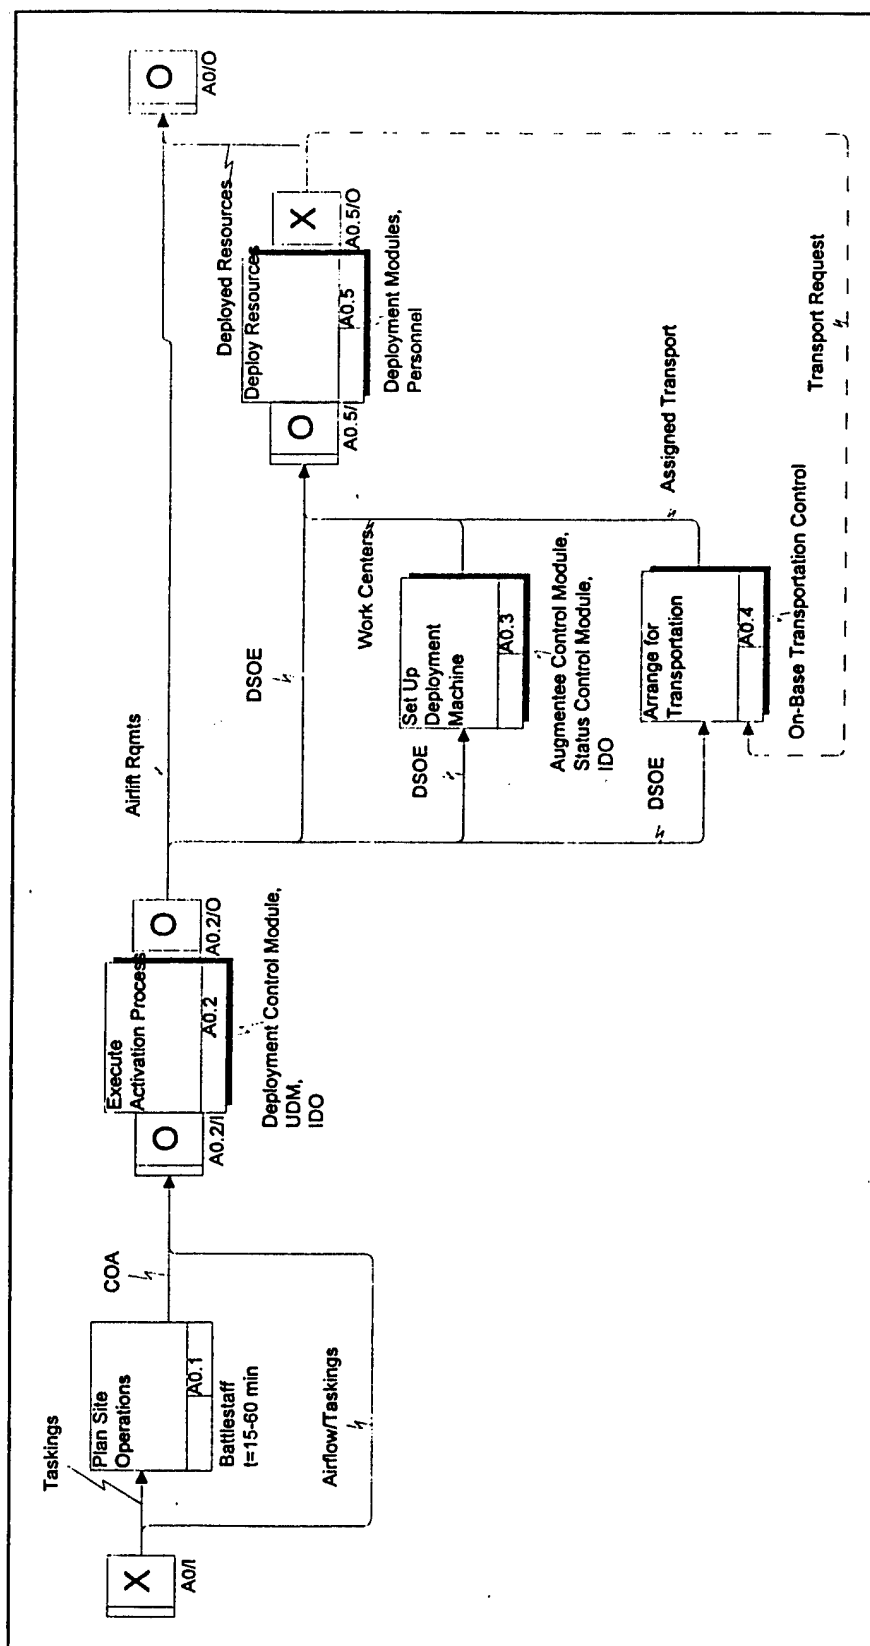 Taskings
X
A0/I
Plan Site
Operations
A0.1
Battlestaff
t=15-60 min
Airflow/Taskings
COA
O
A0.2/I
Execute
Activation Process
A0.2
O
A0.2/O
Deployment Control Module,
UDM,
IDO
Airlift Rqmts
DSOE
DSOE
DSOE
Set Up
Deployment
Machine
A0.3
Augmentee Control Module,
Status Control Module,
IDO
Arrange for
Transportation
A0.4
On-Base Transportation Control
Work Centers
Assigned Transport
Transport Request
O
A0.5/I
Deploy Resources
A0.5
X
A0.5/O
Deployment Modules,
Personnel
Deployed Resources
O
A0/O